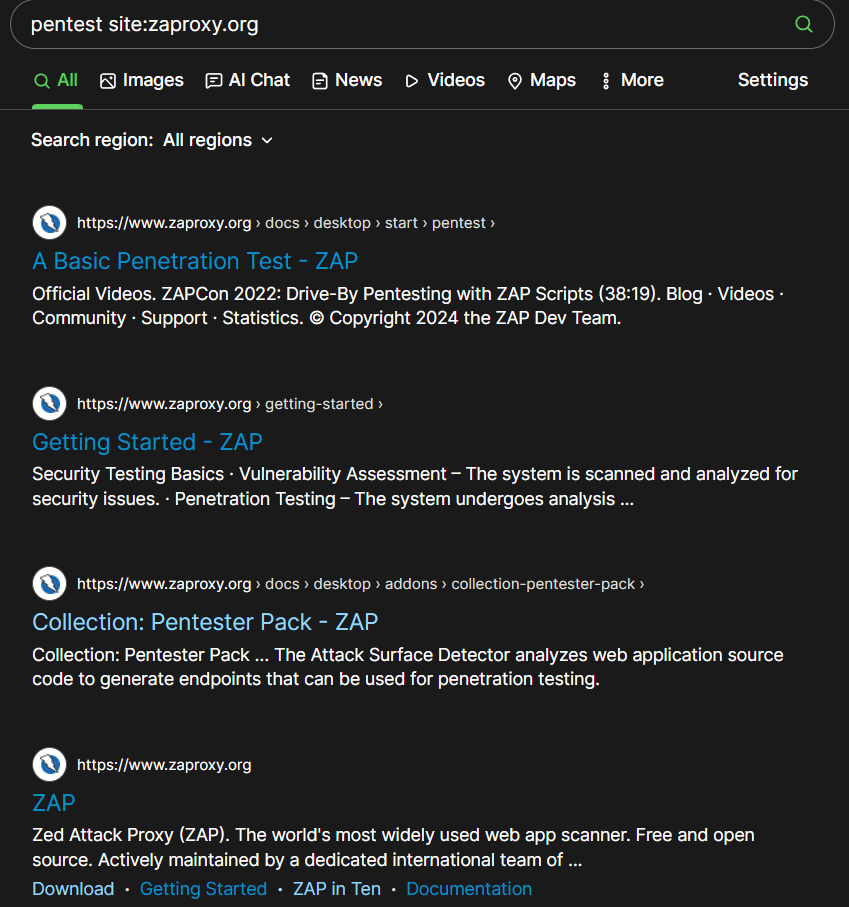 pentest site:zaproxy.org
All Images AI Chat News Videos Maps More Settings
Search region: All regions
https://www.zaproxy.org › docs › desktop › start › pentest ›
A Basic Penetration Test - ZAP
Official Videos. ZAPCon 2022: Drive-By Pentesting with ZAP Scripts (38:19). Blog · Videos ·
Community · Support · Statistics. © Copyright 2024 the ZAP Dev Team.
https://www.zaproxy.org › getting-started ›
Getting Started - ZAP
Security Testing Basics · Vulnerability Assessment – The system is scanned and analyzed for
security issues. · Penetration Testing – The system undergoes analysis ...
https://www.zaproxy.org › docs › desktop › addons › collection-pentester-pack ›
Collection: Pentester Pack - ZAP
Collection: Pentester Pack ... The Attack Surface Detector analyzes web application source
code to generate endpoints that can be used for penetration testing.
https://www.zaproxy.org
ZAP
Zed Attack Proxy (ZAP). The world's most widely used web app scanner. Free and open
source. Actively maintained by a dedicated international team of ...
Download · Getting Started · ZAP in Ten · Documentation